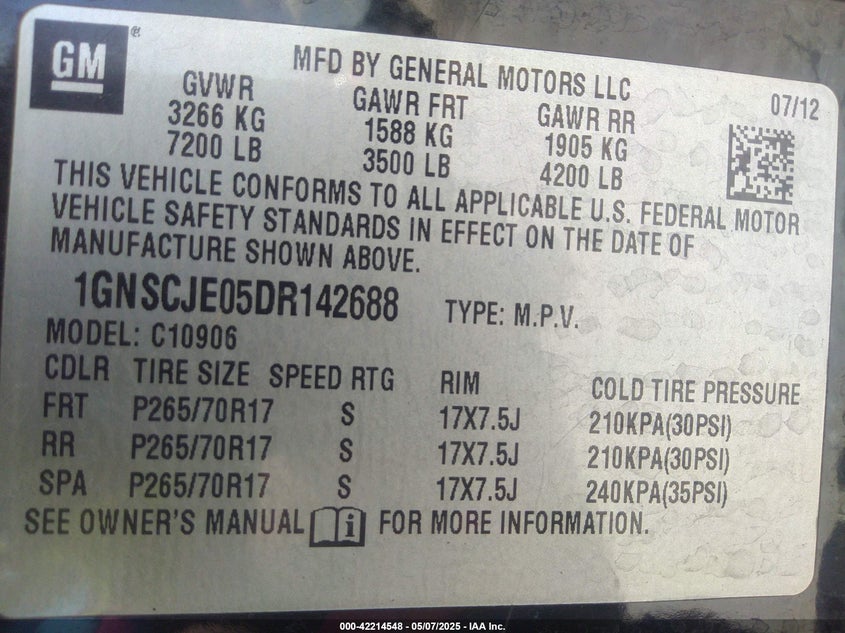 GM ®
MFD BY GENERAL MOTORS LLC
07/12
GVWR GAWR FRT GAWR RR
3266 KG 1588 KG 1905 KG
7200 LB 3500 LB 4200 LB
THIS VEHICLE CONFORMS TO ALL APPLICABLE U.S. FEDERAL MOTOR
VEHICLE SAFETY STANDARDS IN EFFECT ON THE DATE OF
MANUFACTURE SHOWN ABOVE.
1GNSCJE05DR142688 TYPE: M.P.V.
MODEL: C10906
CDLR TIRE SIZE SPEED RTG RIM COLD TIRE PRESSURE
FRT P265/70R17 S 17X7.5J 210KPA(30PSI)
RR P265/70R17 S 17X7.5J 210KPA(30PSI)
SPA P265/70R17 S 17X7.5J 240KPA(35PSI)
SEE OWNER'S MANUAL i FOR MORE INFORMATION.
000-42214548 - 05/07/2025 - IAA Inc.